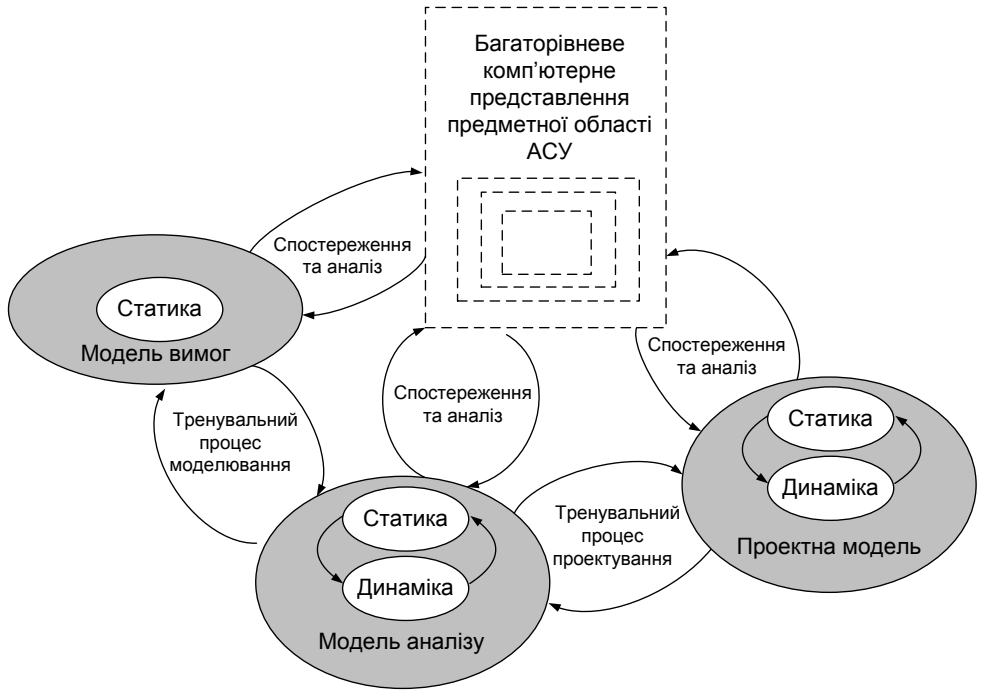 Багаторівневе
комп’ютерне
представлення
предметної області
АСУ
Спостереження
та аналіз
Статика
Модель вимог
Спостереження
та аналіз
Спостереження
та аналіз
Тренувальний
процес
моделювання
Статика
Динаміка
Проектна модель
Статика
Динаміка
Модель аналізу
Тренувальний
процес
проектування